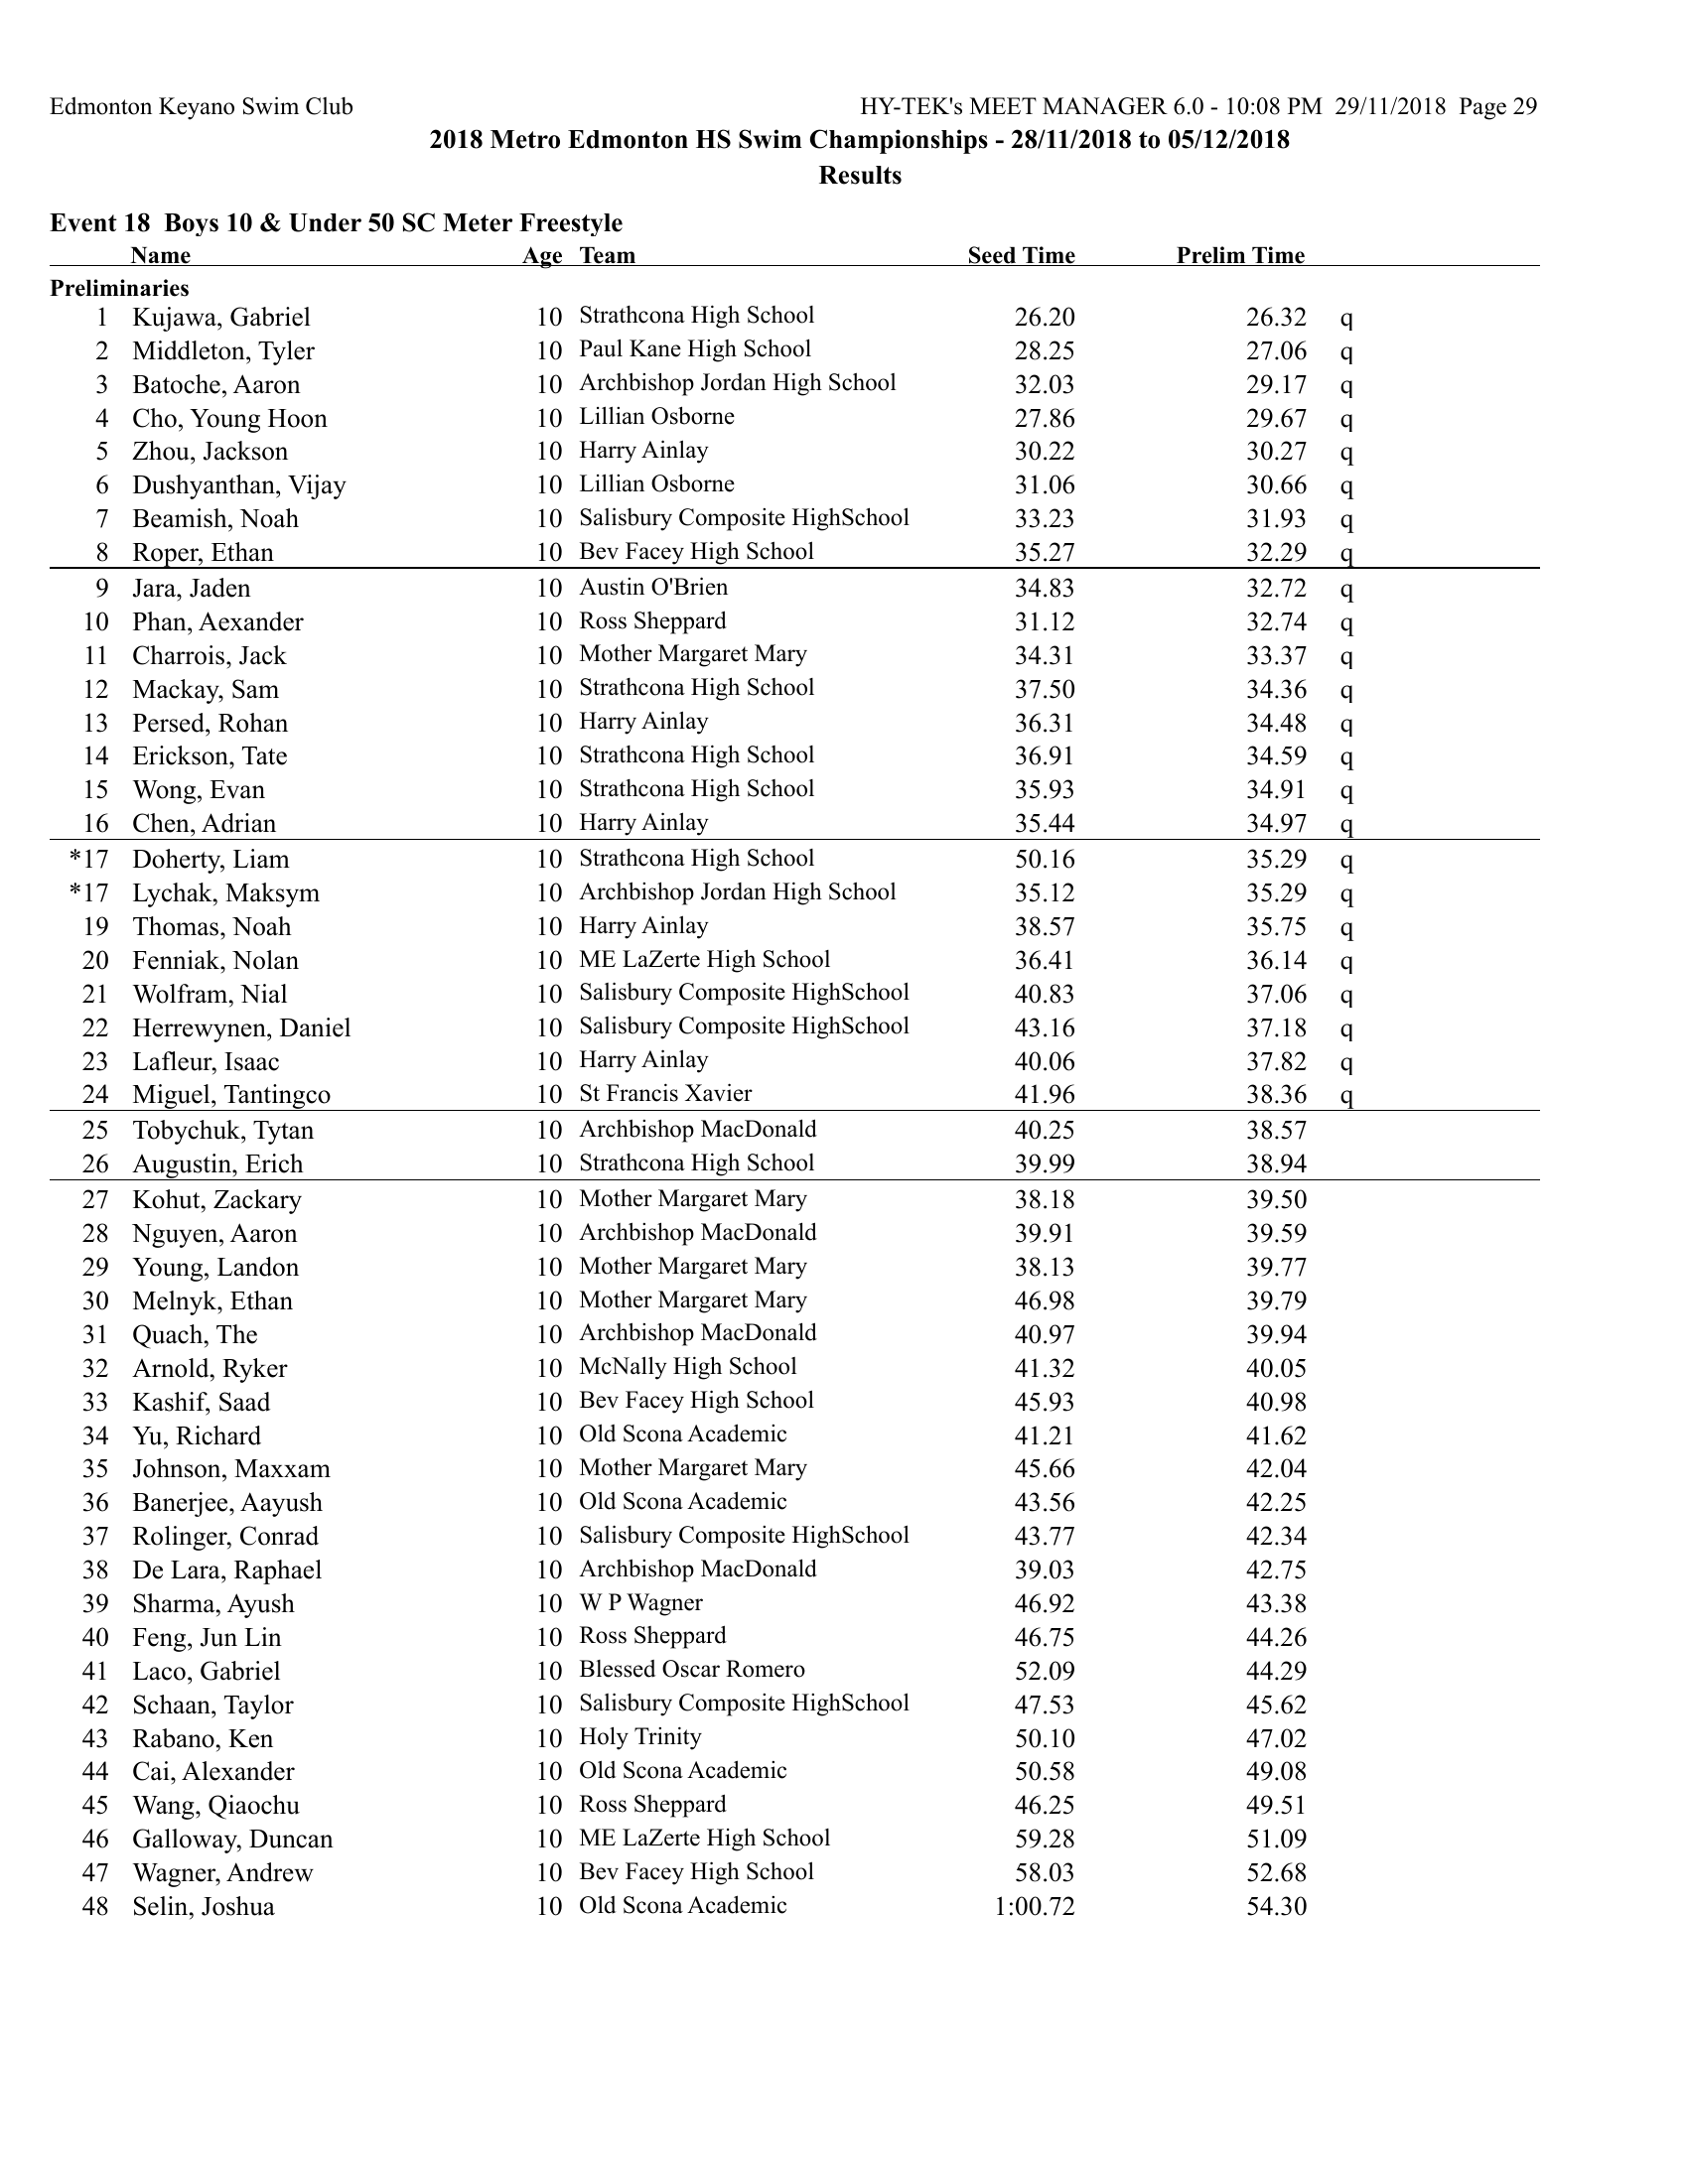 Edmonton Keyano Swim Club HY-TEK's MEET MANAGER 6.0 - 10:08 PM 29/11/2018 Page 29
2018 Metro Edmonton HS Swim Championships - 28/11/2018 to 05/12/2018
Results
Event 18 Boys 10 & Under 50 SC Meter Freestyle
Name Age Team Seed Time Prelim Time
Preliminaries
1 Kujawa, Gabriel 10 Strathcona High School 26.20 26.32 q
2 Middleton, Tyler 10 Paul Kane High School 28.25 27.06 q
3 Batoche, Aaron 10 Archbishop Jordan High School 32.03 29.17 q
4 Cho, Young Hoon 10 Lillian Osborne 27.86 29.67 q
5 Zhou, Jackson 10 Harry Ainlay 30.22 30.27 q
6 Dushyanthan, Vijay 10 Lillian Osborne 31.06 30.66 q
7 Beamish, Noah 10 Salisbury Composite HighSchool 33.23 31.93 q
8 Roper, Ethan 10 Bev Facey High School 35.27 32.29 q
9 Jara, Jaden 10 Austin O'Brien 34.83 32.72 q
10 Phan, Aexander 10 Ross Sheppard 31.12 32.74 q
11 Charrois, Jack 10 Mother Margaret Mary 34.31 33.37 q
12 Mackay, Sam 10 Strathcona High School 37.50 34.36 q
13 Persed, Rohan 10 Harry Ainlay 36.31 34.48 q
14 Erickson, Tate 10 Strathcona High School 36.91 34.59 q
15 Wong, Evan 10 Strathcona High School 35.93 34.91 q
16 Chen, Adrian 10 Harry Ainlay 35.44 34.97 q
*17 Doherty, Liam 10 Strathcona High School 50.16 35.29 q
*17 Lychak, Maksym 10 Archbishop Jordan High School 35.12 35.29 q
19 Thomas, Noah 10 Harry Ainlay 38.57 35.75 q
20 Fenniak, Nolan 10 ME LaZerte High School 36.41 36.14 q
21 Wolfram, Nial 10 Salisbury Composite HighSchool 40.83 37.06 q
22 Herrewynen, Daniel 10 Salisbury Composite HighSchool 43.16 37.18 q
23 Lafleur, Isaac 10 Harry Ainlay 40.06 37.82 q
24 Miguel, Tantingco 10 St Francis Xavier 41.96 38.36 q
25 Tobychuk, Tytan 10 Archbishop MacDonald 40.25 38.57
26 Augustin, Erich 10 Strathcona High School 39.99 38.94
27 Kohut, Zackary 10 Mother Margaret Mary 38.18 39.50
28 Nguyen, Aaron 10 Archbishop MacDonald 39.91 39.59
29 Young, Landon 10 Mother Margaret Mary 38.13 39.77
30 Melnyk, Ethan 10 Mother Margaret Mary 46.98 39.79
31 Quach, The 10 Archbishop MacDonald 40.97 39.94
32 Arnold, Ryker 10 McNally High School 41.32 40.05
33 Kashif, Saad 10 Bev Facey High School 45.93 40.98
34 Yu, Richard 10 Old Scona Academic 41.21 41.62
35 Johnson, Maxxam 10 Mother Margaret Mary 45.66 42.04
36 Banerjee, Aayush 10 Old Scona Academic 43.56 42.25
37 Rolinger, Conrad 10 Salisbury Composite HighSchool 43.77 42.34
38 De Lara, Raphael 10 Archbishop MacDonald 39.03 42.75
39 Sharma, Ayush 10 W P Wagner 46.92 43.38
40 Feng, Jun Lin 10 Ross Sheppard 46.75 44.26
41 Laco, Gabriel 10 Blessed Oscar Romero 52.09 44.29
42 Schaan, Taylor 10 Salisbury Composite HighSchool 47.53 45.62
43 Rabano, Ken 10 Holy Trinity 50.10 47.02
44 Cai, Alexander 10 Old Scona Academic 50.58 49.08
45 Wang, Qiaochu 10 Ross Sheppard 46.25 49.51
46 Galloway, Duncan 10 ME LaZerte High School 59.28 51.09
47 Wagner, Andrew 10 Bev Facey High School 58.03 52.68
48 Selin, Joshua 10 Old Scona Academic 1:00.72 54.30